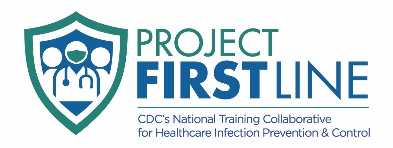 PROJECT
FIRSTLINE
CDC's National Training Collaborative
for Healthcare Infection Prevention & Control